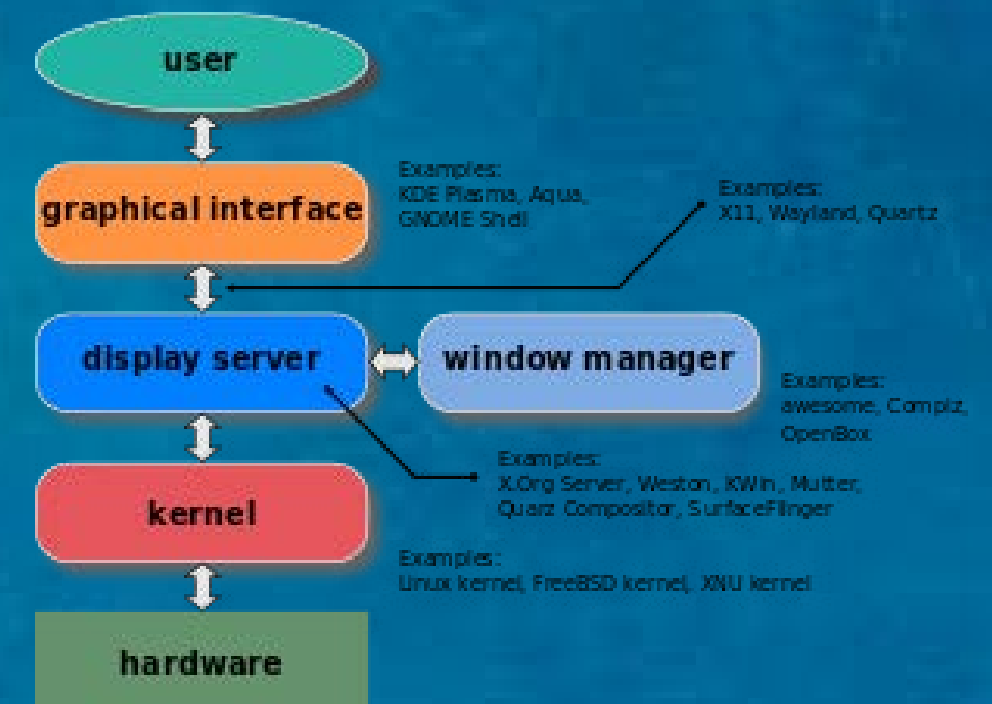 user
graphical interface
Examples:
KDE Plasma, Aqua,
GNOME Shell
Examples:
X11, Wayland, Quartz
display server
window manager
Examples:
awesome, Compiz,
OpenBox
Examples:
X.Org Server, Weston, KWin, Mutter,
Quarz Compositor, SurfaceFlinger
kernel
Examples:
Linux kernel, FreeBSD kernel, XNU kernel
hardware